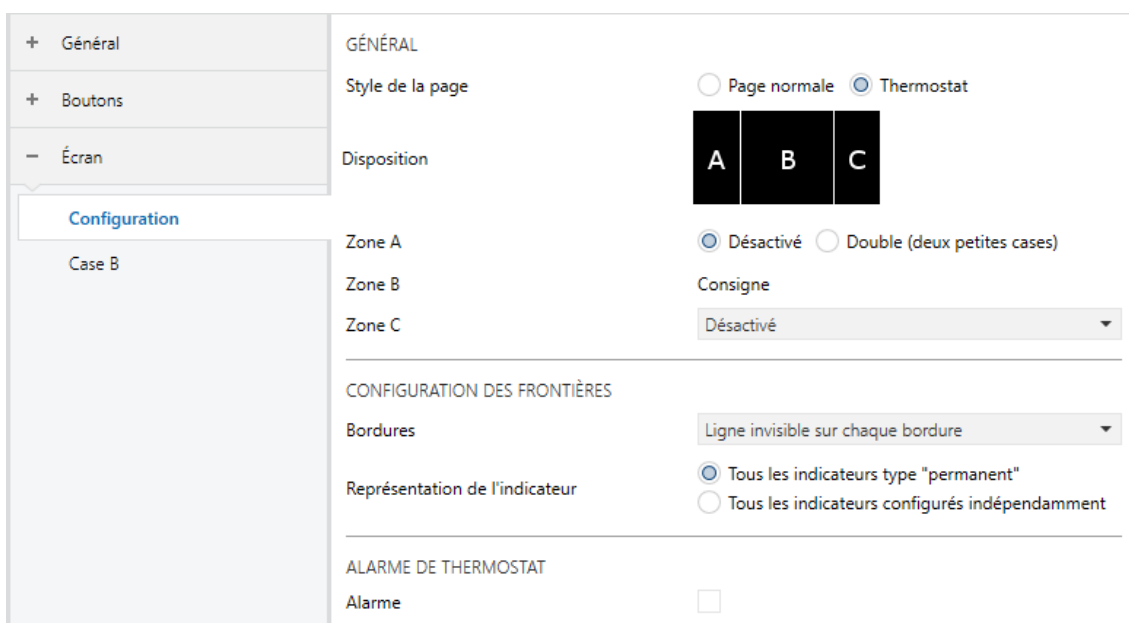 + Général
+ Boutons
− Écran
Configuration
Case B
GÉNÉRAL
Style de la page Page normale Thermostat
Disposition A B C
Zone A Désactivé Double (deux petites cases)
Zone B Consigne
Zone C Désactivé
CONFIGURATION DES FRONTIÈRES
Bordures Ligne invisible sur chaque bordure
Représentation de l'indicateur Tous les indicateurs type "permanent"
Tous les indicateurs configurés indépendamment
ALARME DE THERMOSTAT
Alarme